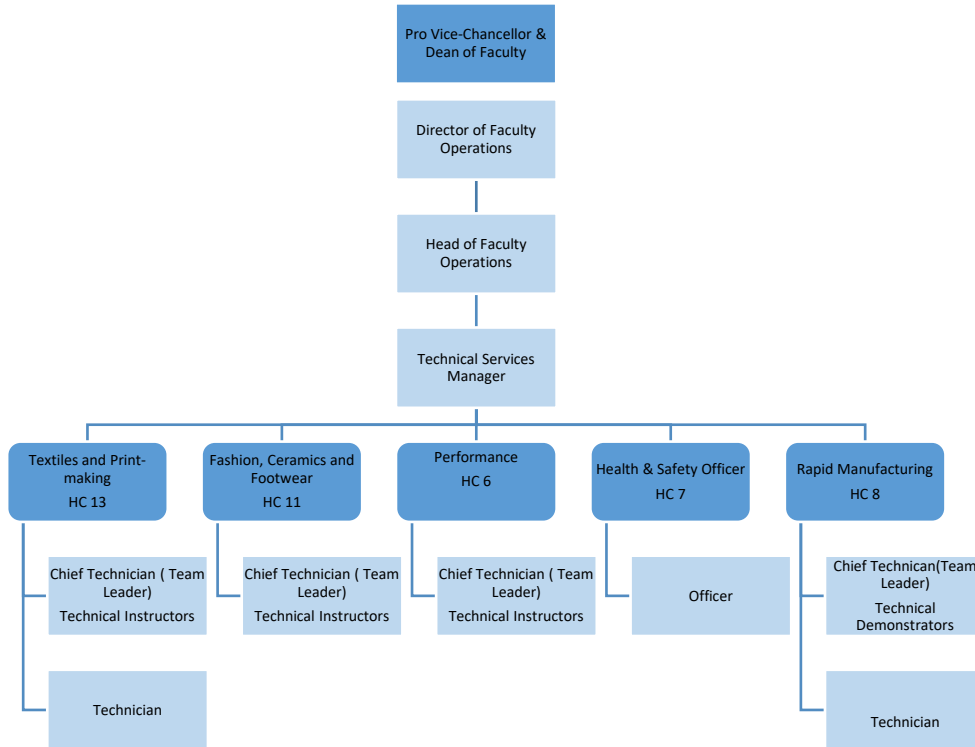 Pro Vice-Chancellor &
Dean of Faculty
Director of Faculty
Operations
Head of Faculty
Operations
Technical Services
Manager
Textiles and Print-
making
HC 13
Fashion, Ceramics and
Footwear
HC 11
Performance
HC 6
Health & Safety Officer
HC 7
Rapid Manufacturing
HC 8
Chief Technician ( Team
Leader)
Technical Instructors
Chief Technician ( Team
Leader)
Technical Instructors
Chief Technician ( Team
Leader)
Technical Instructors
Officer
Chief Technican(Team
Leader)
Technical
Demonstrators
Technician
Technician